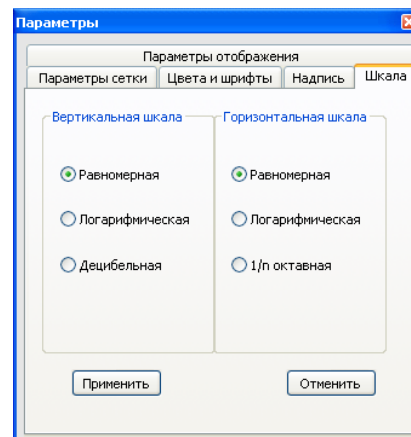 Параметры
Параметры отображения
Параметры сетки Цвета и шрифты Надпись Шкала
Вертикальная шкала Горизонтальная шкала
Равномерная Равномерная
Логарифмическая Логарифмическая
Децибельная 1/n октавная
Применить Отменить